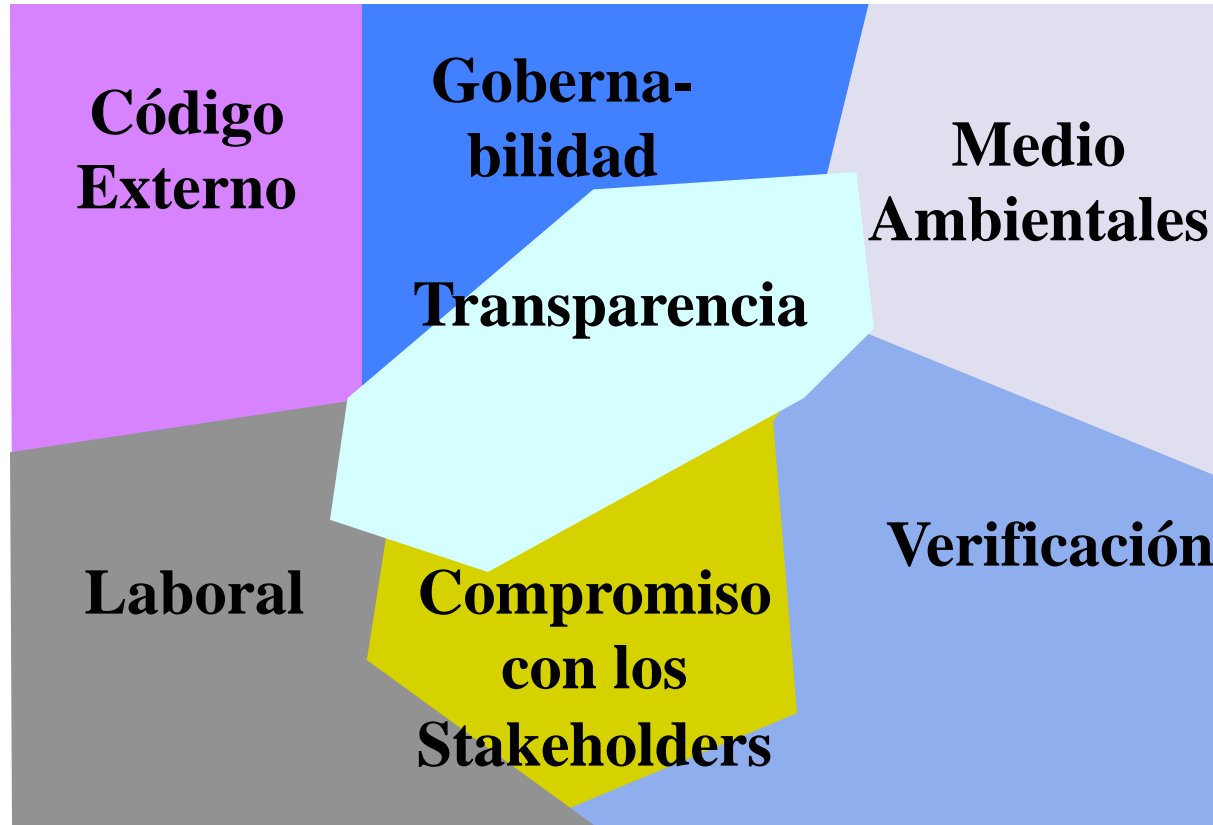 Código
Externo
Goberna-
bilidad
Medio
Ambientales
Transparencia
Laboral
Compromiso
con los
Stakeholders
Verificación